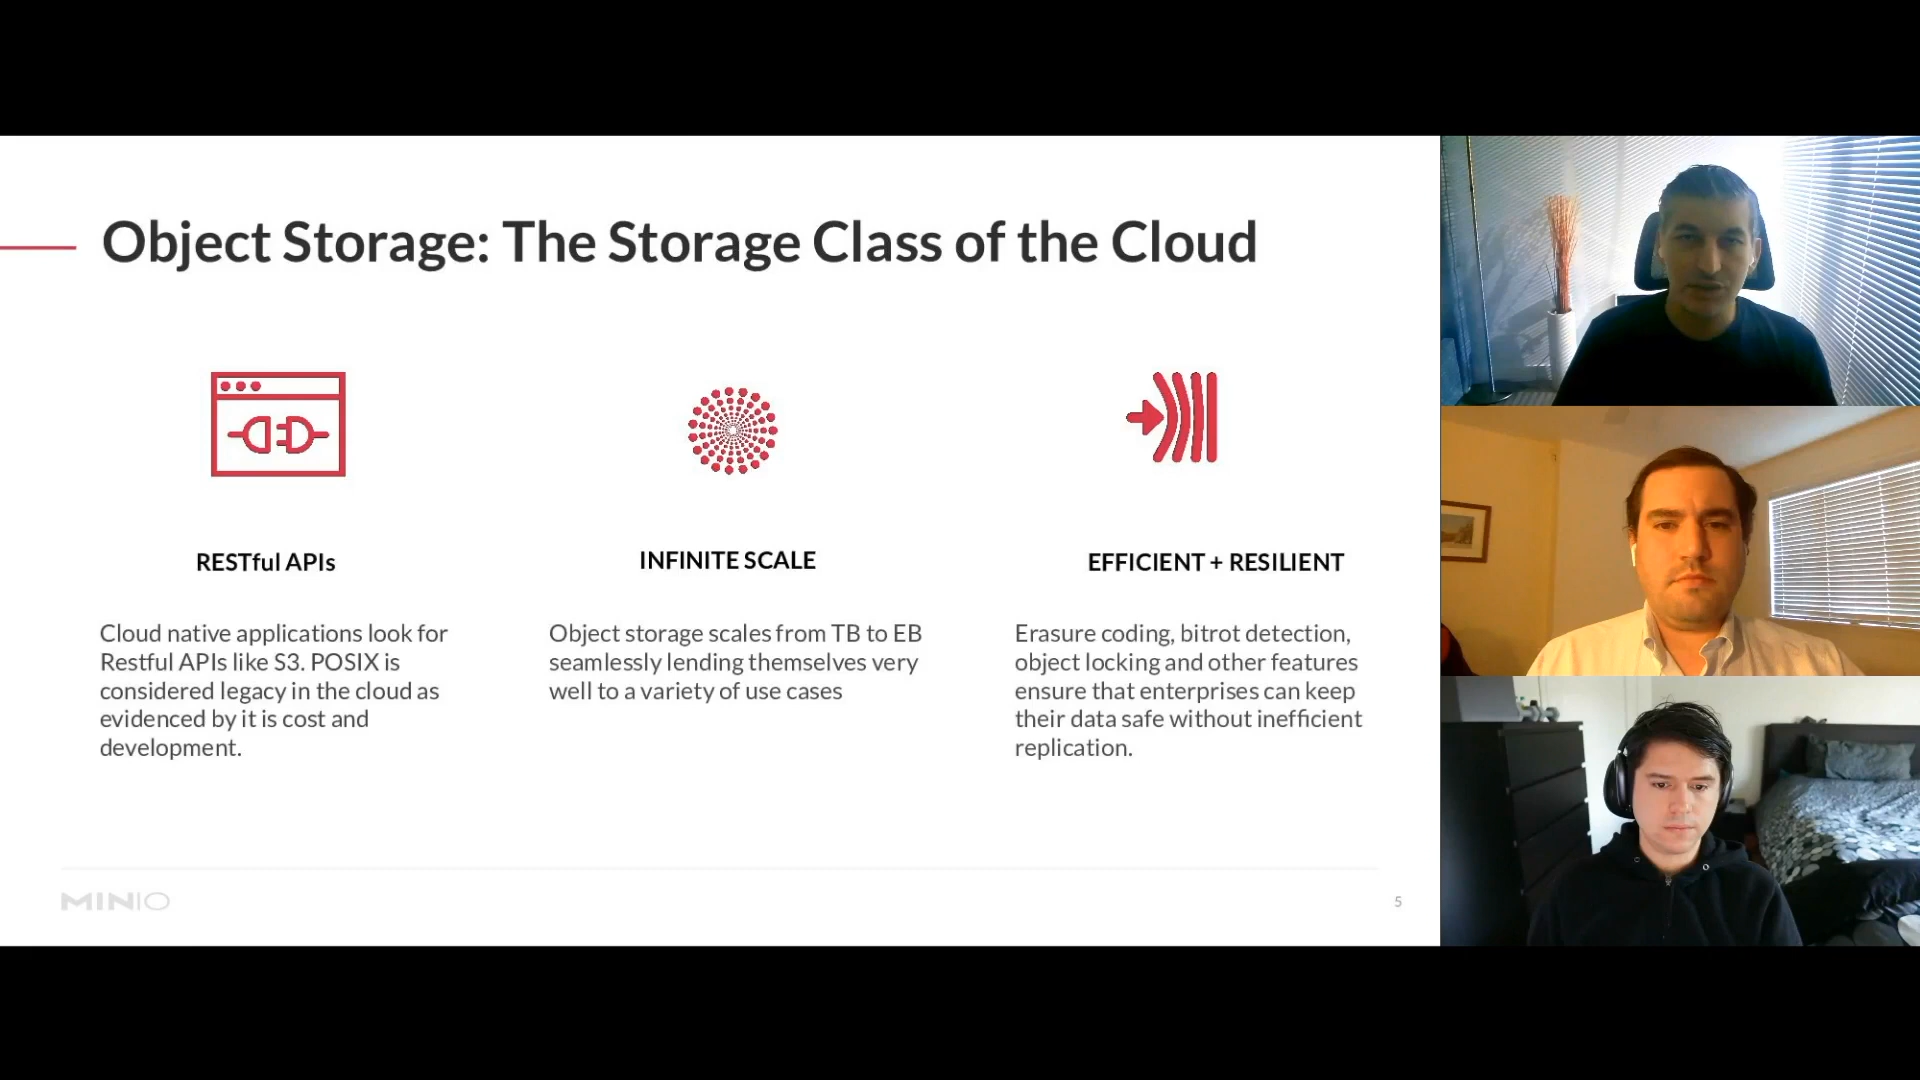 Object Storage: The Storage Class of the Cloud
RESTful APIs
Cloud native applications look for
Restful APIs like S3. POSIX is
considered legacy in the cloud as
evidenced by it is cost and
development.
INFINITE SCALE
Object storage scales from TB to EB
seamlessly lending themselves very
well to a variety of use cases
EFFICIENT + RESILIENT
Erasure coding, bitrot detection,
object locking and other features
ensure that enterprises can keep
their data safe without inefficient
replication.
MINIO
5